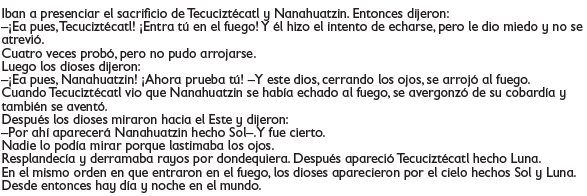 Iban a presenciar el sacrificio de Tecuciztécatl y Nanahuatzin. Entonces dijeron:
–¡Ea pues, Tecuciztécatl! ¡Entra tú en el fuego! Y él hizo el intento de echarse, pero le dio miedo y no se
atrevió.
Cuatro veces probó, pero no pudo arrojarse.
Luego los dioses dijeron:
–¡Ea pues, Nanahuatzin! ¡Ahora prueba tú! –Y este dios, cerrando los ojos, se arrojó al fuego.
Cuando Tecuciztécatl vio que Nanahuatzin se había echado al fuego, se avergonzó de su cobardía y
también se aventó.
Después los dioses miraron hacia el Este y dijeron:
–Por ahí aparecerá Nanahuatzin hecho Sol–. Y fue cierto.
Nadie lo podía mirar porque lastimaba los ojos.
Resplandecía y derramaba rayos por dondequiera. Después apareció Tecuciztécatl hecho Luna.
En el mismo orden en que entraron en el fuego, los dioses aparecieron por el cielo hechos Sol y Luna.
Desde entonces hay día y noche en el mundo.